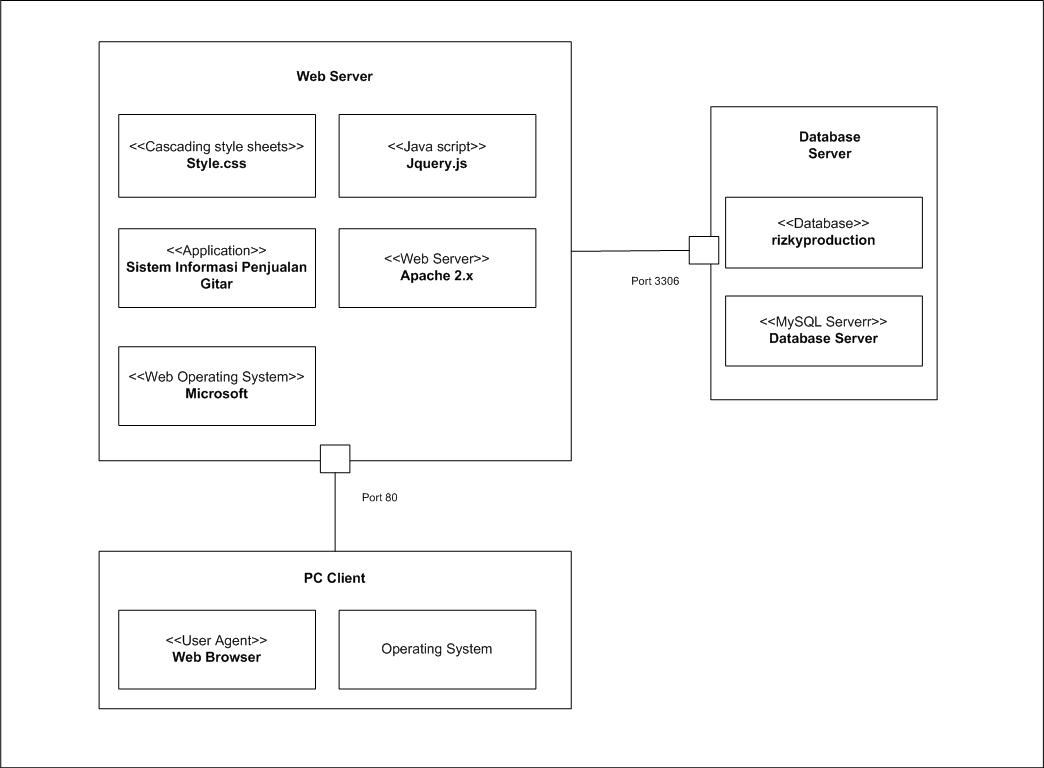 Web Server
<<Cascading style sheets>>
Style.css
<<Java script>>
Jquery.js
<<Application>>
Sistem Informasi Penjualan
Gitar
<<Web Server>>
Apache 2.x
<<Web Operating System>>
Microsoft
Database
Server
<<Database>>
rizkyproduction
<<MySQL Serverr>>
Database Server
Port 3306
Port 80
PC Client
<<User Agent>>
Web Browser
Operating System